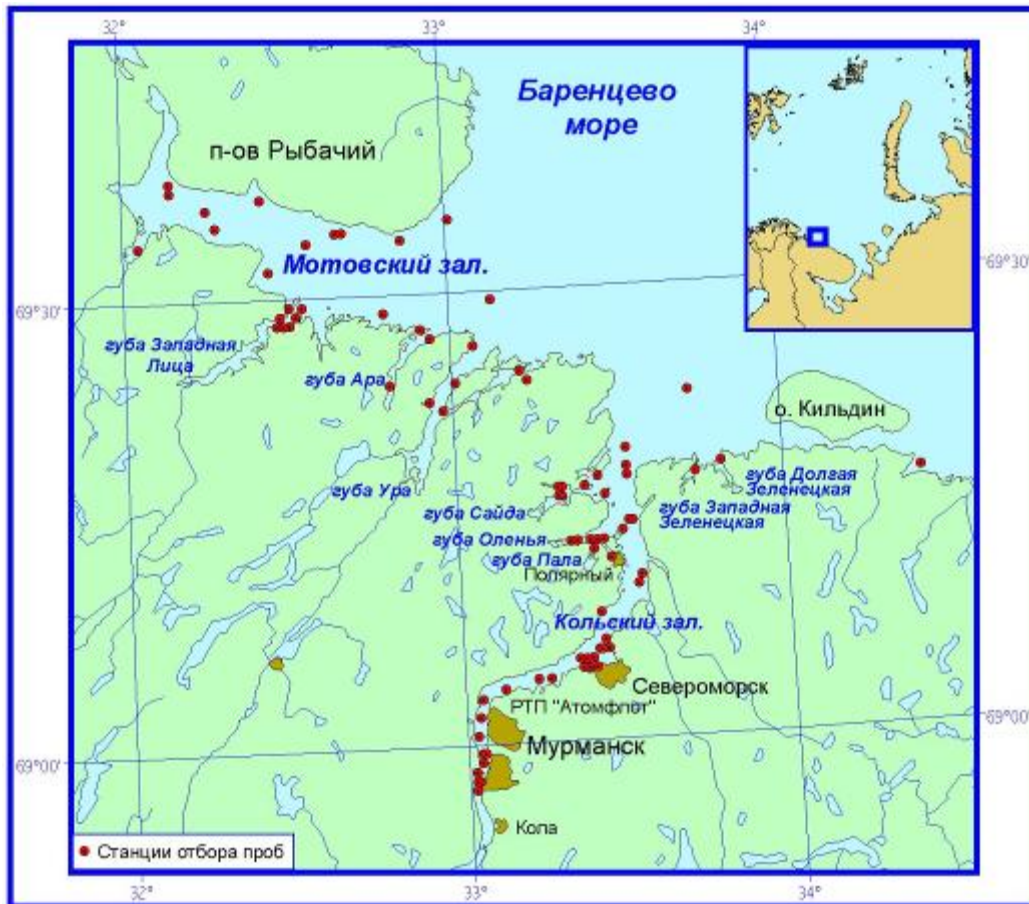 32°
33°
34°
Баренцево
море
п-ов Рыбачий
Мотовский зал.
69°30'
69°30'
губа Западная
Лица
губа Ара
о. Кильдин
губа Ура
губа Долгая
Зеленецкая
губа Западная
Зеленецкая
губа Сайда
губа Оленья
губа Пала
Полярный
Кольский зал.
Североморск
РТП "Атомфлот"
Мурманск
69°00'
69°00'
Кола
Станции отбора проб
32°
33°
34°